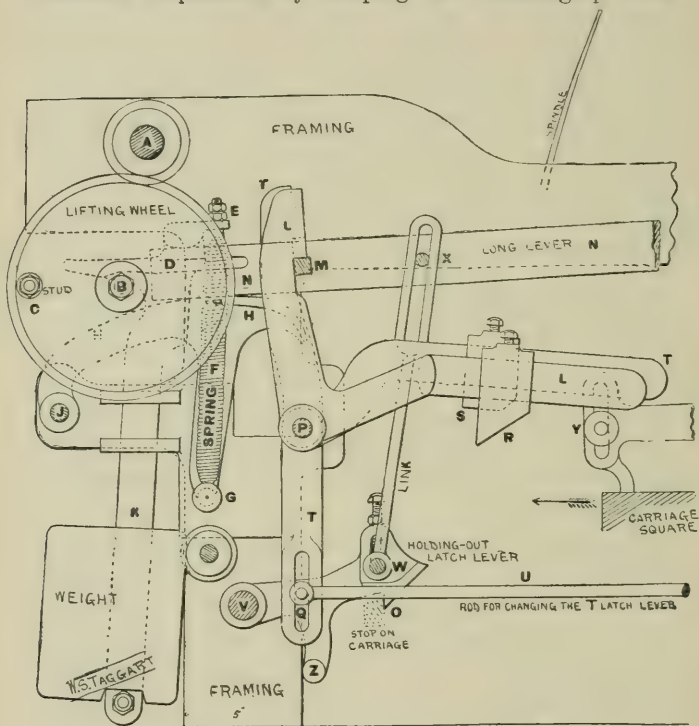 SPINDLE
FRAMING
A
LIFTING WHEEL
E
T
L
LONG LEVER N
D
B
M
X
N
STUD
C
H
H
F
SPRING
L
T
S
R
J
P
Y
G
K
LINK
T
CARRIAGE
SQUARE
HOLDING-OUT
LATCH LEVER
W
U
WEIGHT
V
Q
O
ROD FOR CHANGING THE T LATCH LEVER
STOP ON
CARRIAGE
W.S. TAGGART
Z
FRAMING
5"